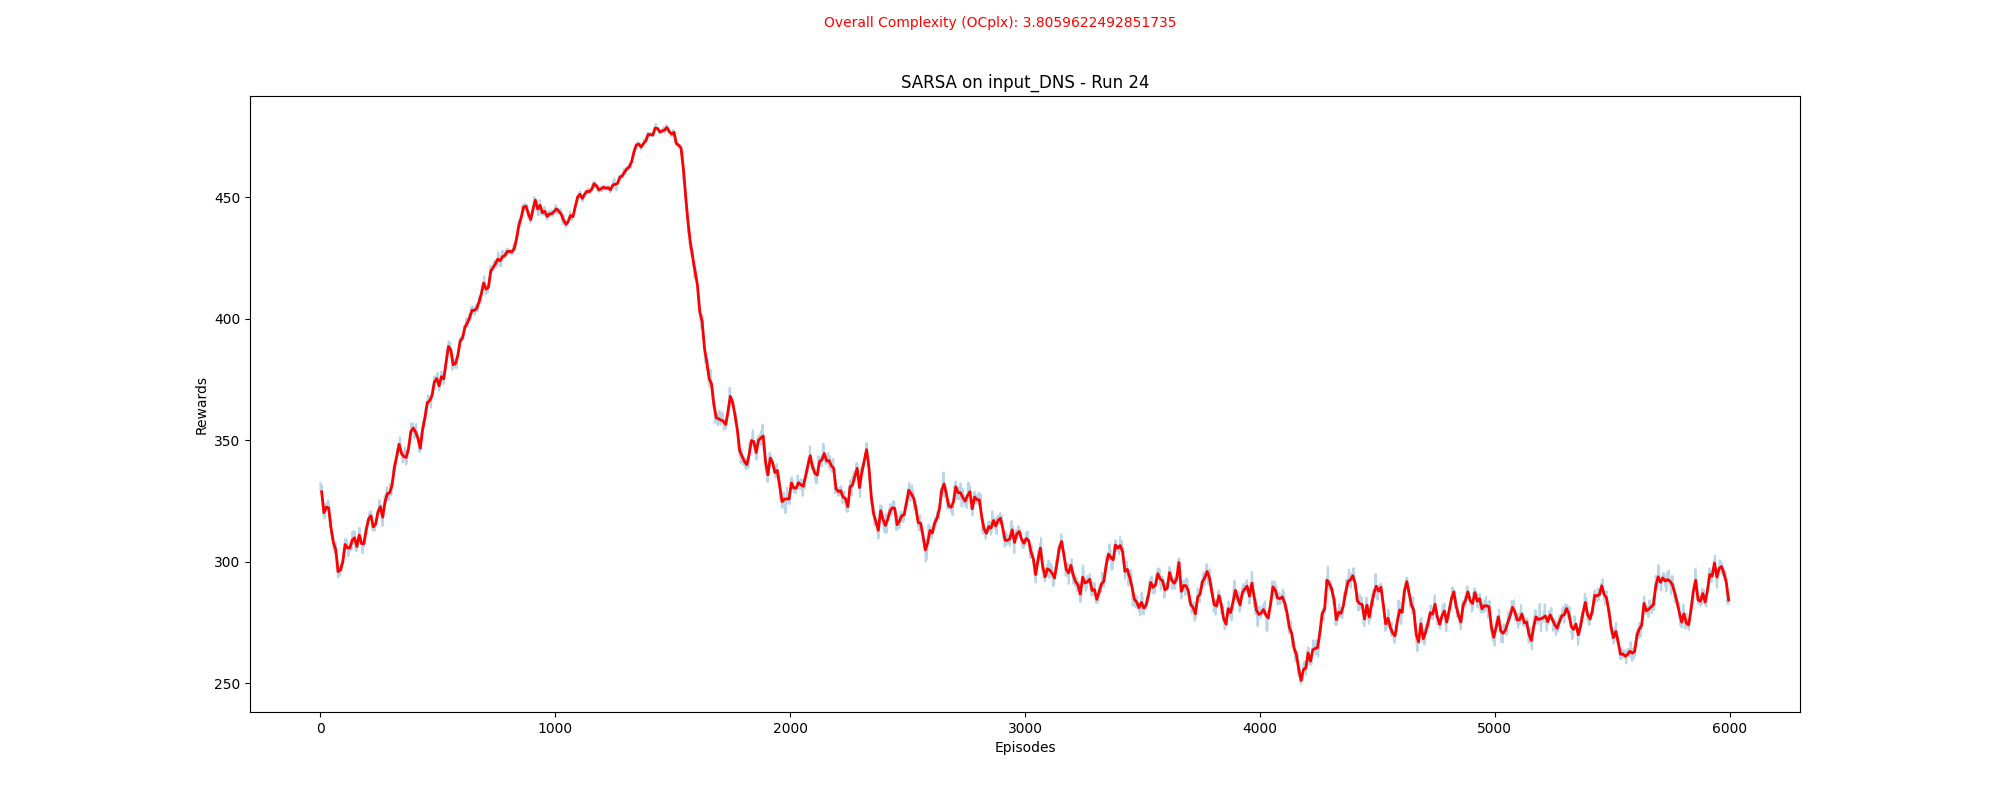 Overall Complexity (OCplx): 3.8059622492851735
SARSA on input_DNS - Run 24
Rewards
450
400
350
300
250
0 1000 2000 3000 4000 5000 6000
Episodes